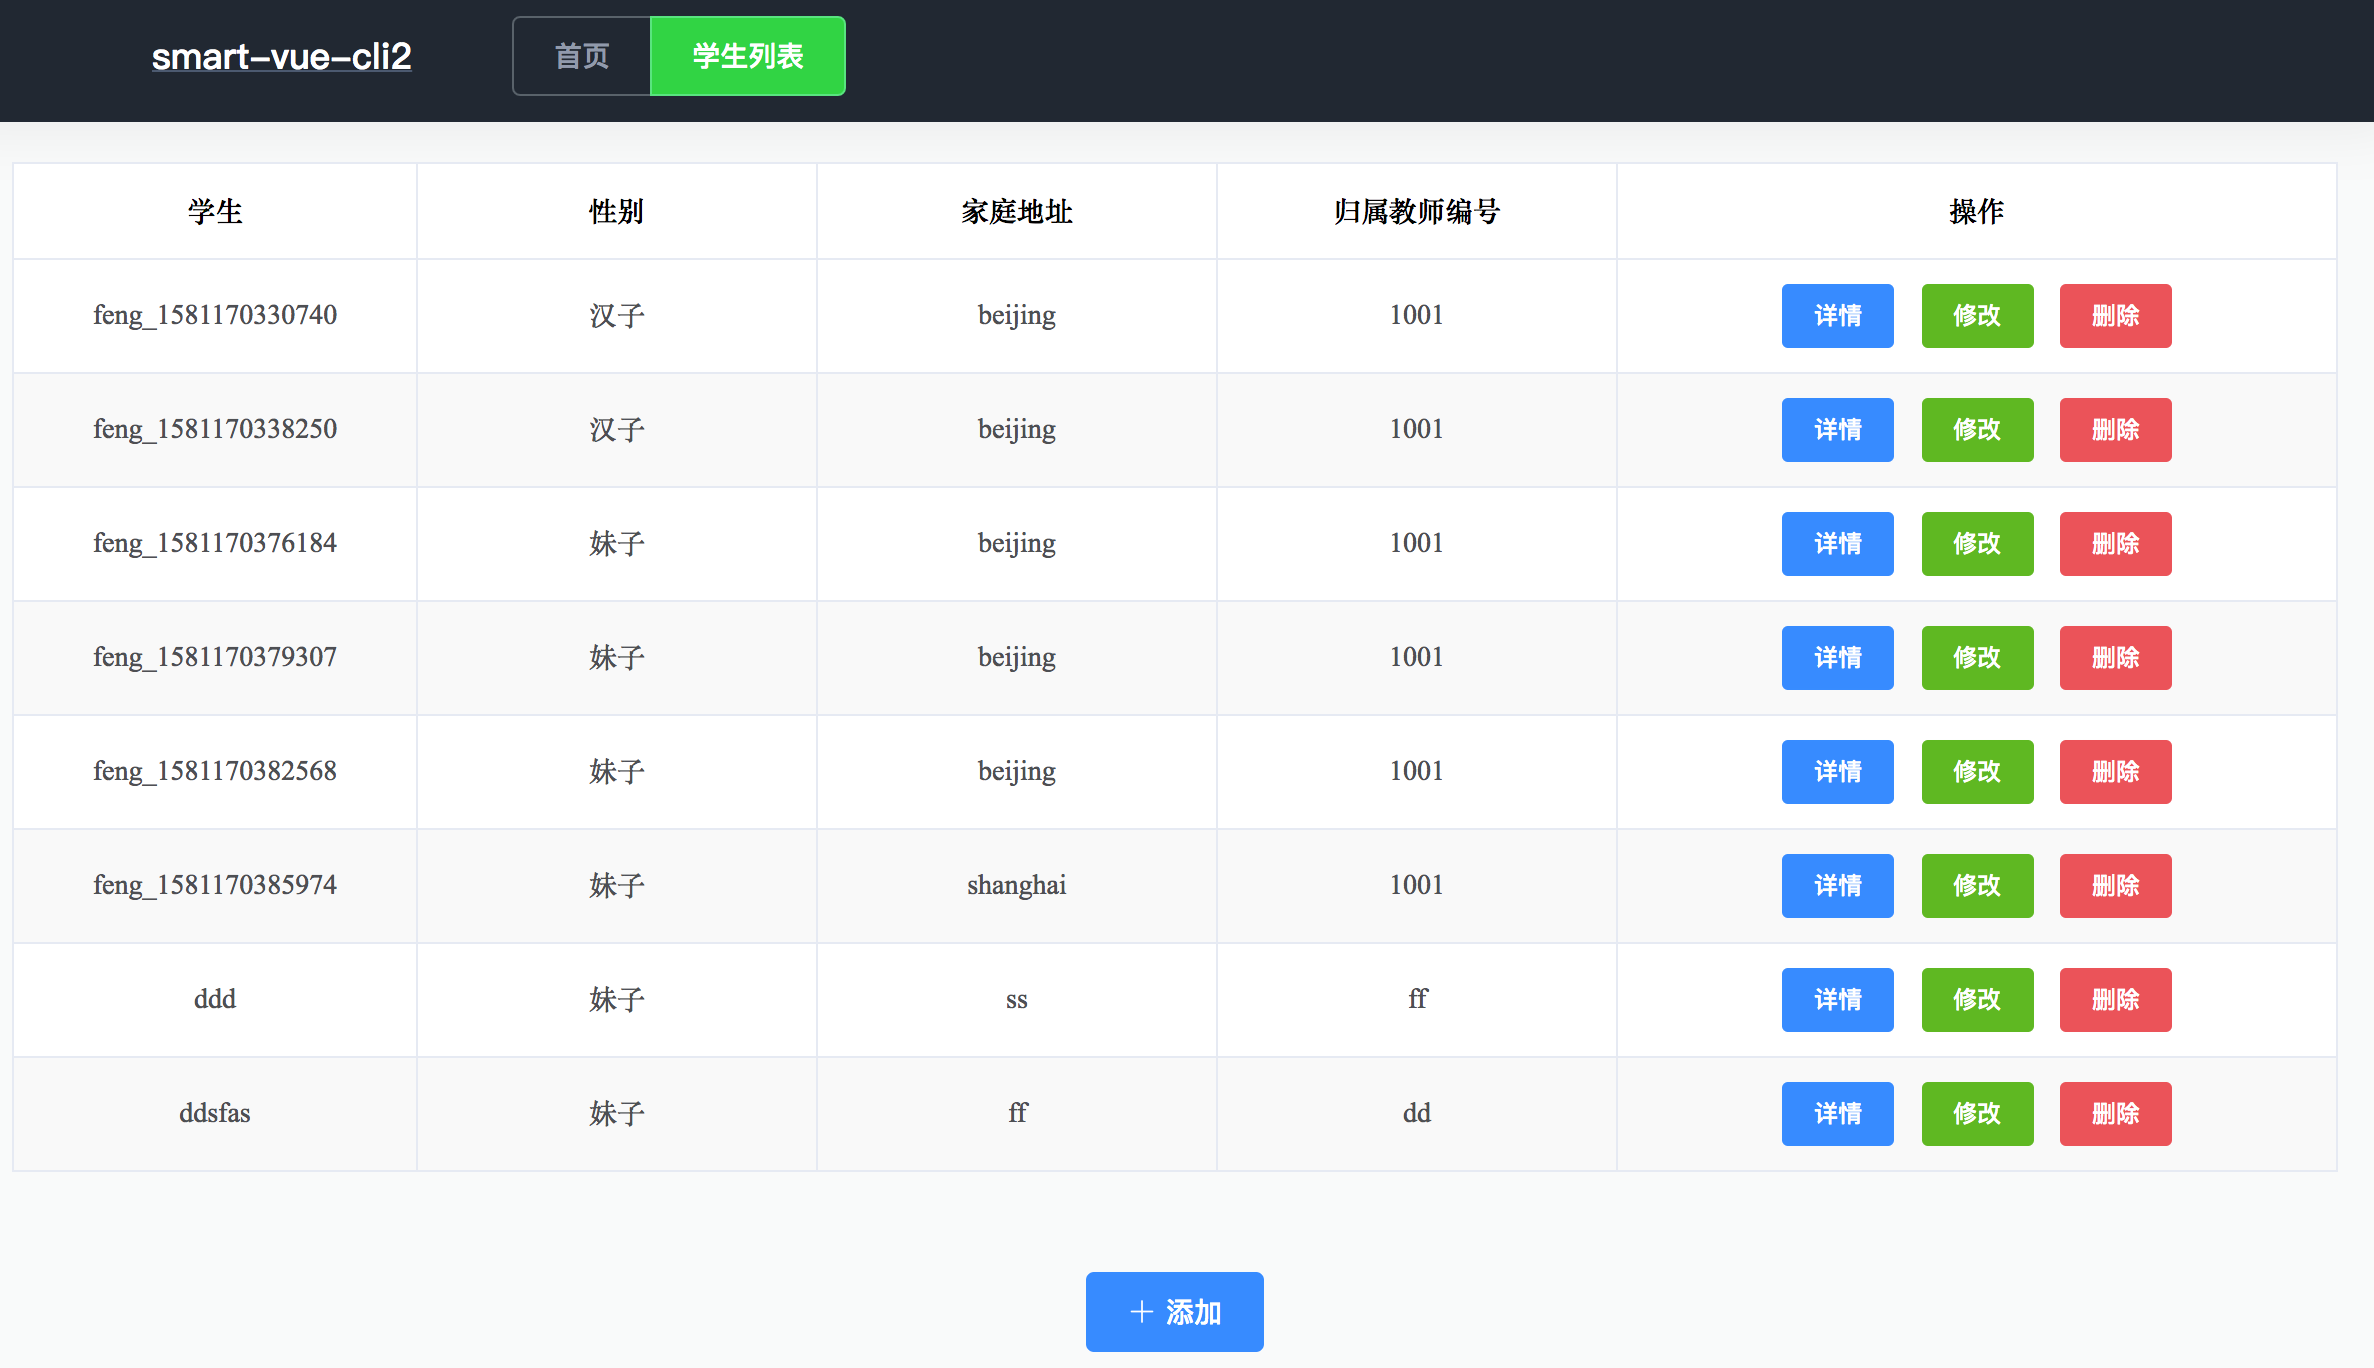 smart-vue-cli2 首页 学生列表
学生 性别 家庭地址 归属教师编号 操作
feng_1581170330740 汉子 beijing 1001 详情 修改 删除
feng_1581170338250 汉子 beijing 1001 详情 修改 删除
feng_1581170376184 妹子 beijing 1001 详情 修改 删除
feng_1581170379307 妹子 beijing 1001 详情 修改 删除
feng_1581170382568 妹子 beijing 1001 详情 修改 删除
feng_1581170385974 妹子 shanghai 1001 详情 修改 删除
ddd 妹子 ss ff 详情 修改 删除
ddsfas 妹子 ff dd 详情 修改 删除
添加